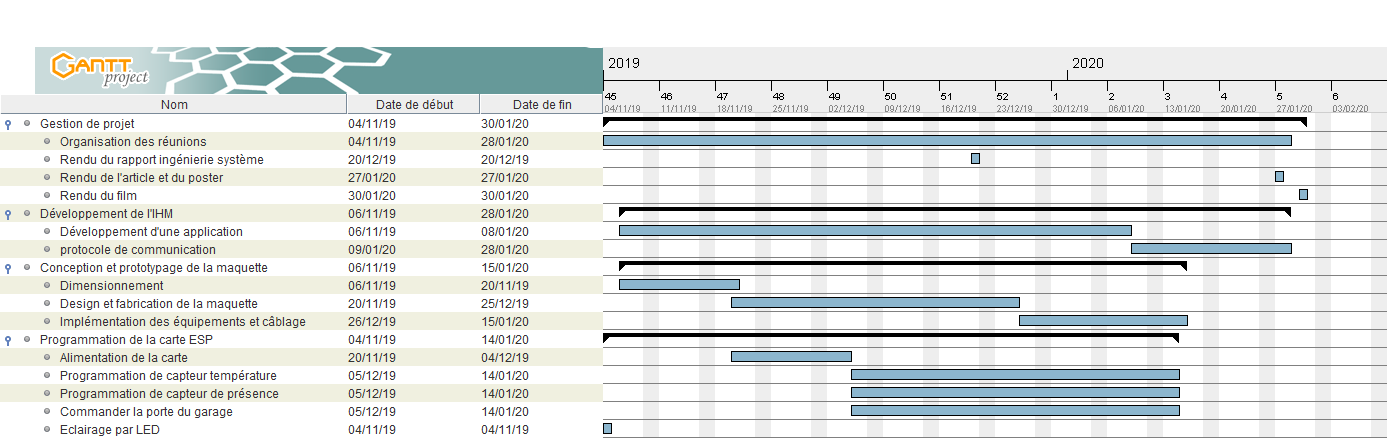 GANTT project
2019 2020
Nom Date de début Date de fin
45 46 47 48 49 50 51 52 1 2 3 4 5 6
04/11/19 11/11/19 18/11/19 25/11/19 02/12/19 09/12/19 16/12/19 23/12/19 30/12/19 06/01/20 13/01/20 20/01/20 27/01/20 03/02/20
Gestion de projet 04/11/19 30/01/20
Organisation des réunions 04/11/19 28/01/20
Rendu du rapport ingénierie système 20/12/19 20/12/19
Rendu de l'article et du poster 27/01/20 27/01/20
Rendu du film 30/01/20 30/01/20
Développement de l'IHM 06/11/19 28/01/20
Développement d'une application 06/11/19 08/01/20
protocole de communication 09/01/20 28/01/20
Conception et prototypage de la maquette 06/11/19 15/01/20
Dimensionnement 06/11/19 20/11/19
Design et fabrication de la maquette 20/11/19 25/12/19
Implémentation des équipements et câblage 26/12/19 15/01/20
Programmation de la carte ESP 04/11/19 14/01/20
Alimentation de la carte 20/11/19 04/12/19
Programmation de capteur température 05/12/19 14/01/20
Programmation de capteur de présence 05/12/19 14/01/20
Commander la porte du garage 05/12/19 14/01/20
Eclairage par LED 04/11/19 04/11/19